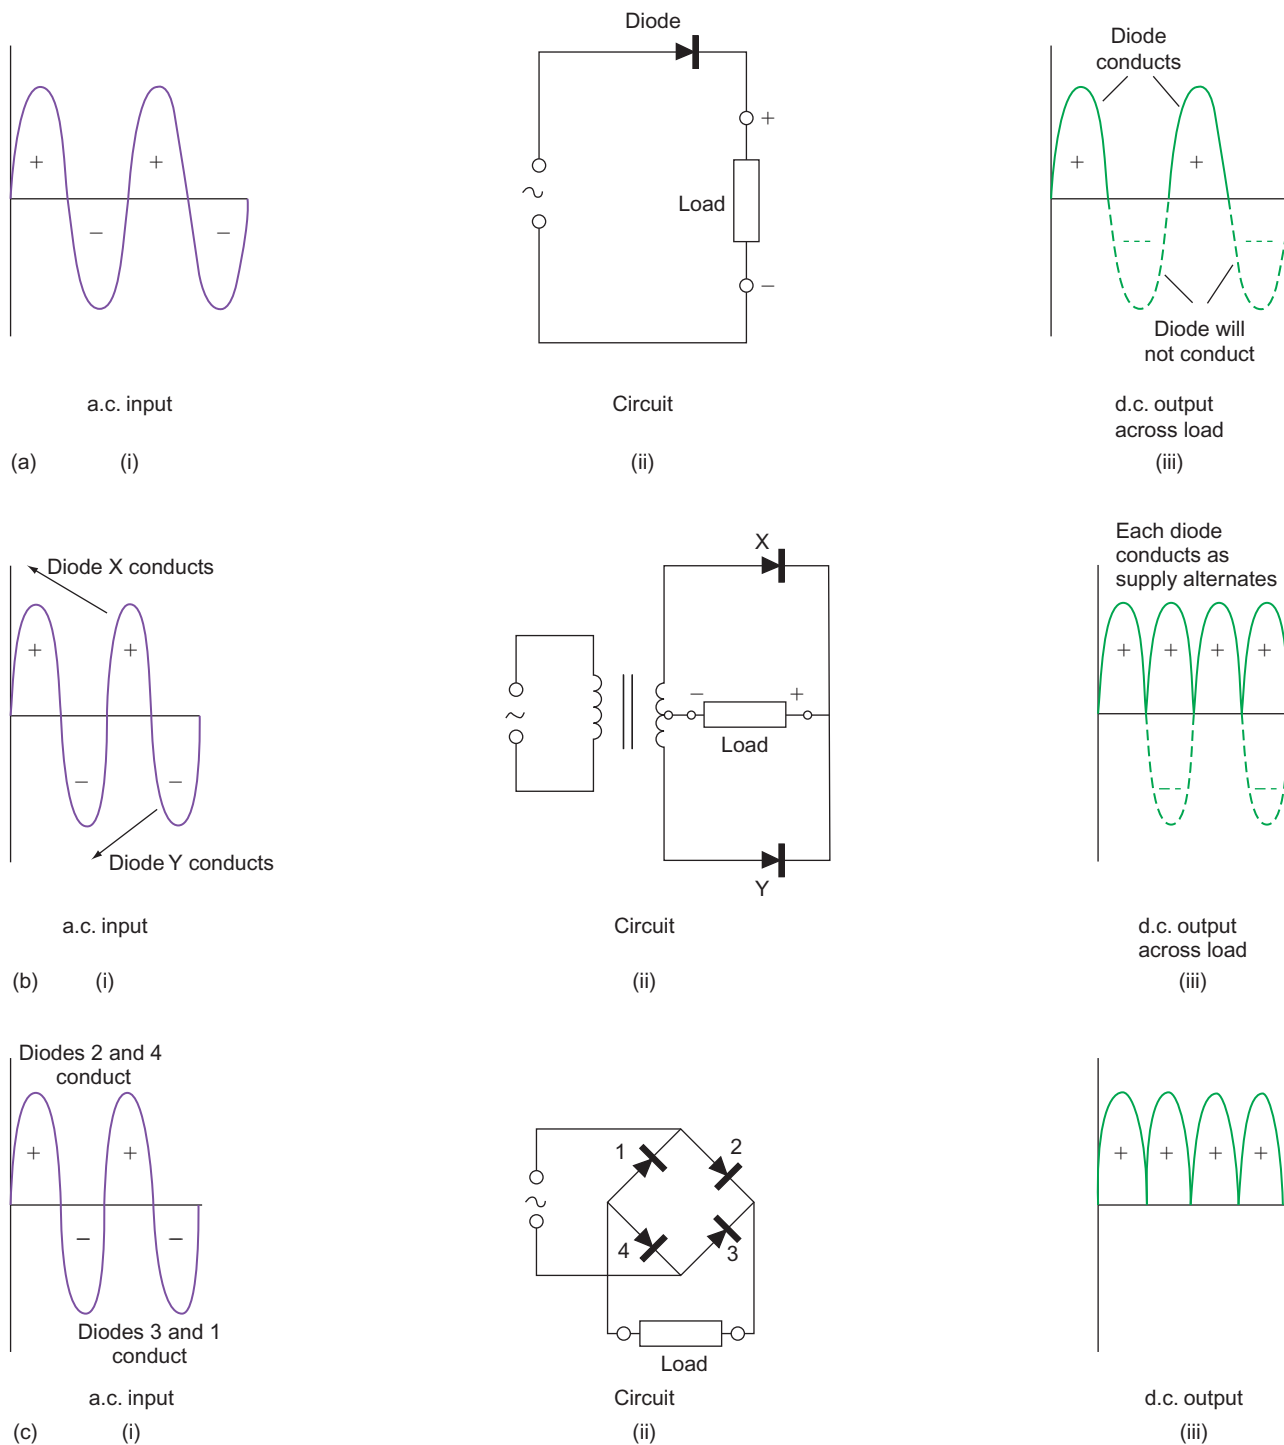 Diode
+
Load
−
∼
+
−
+
−
Diode
conducts
+
+
Diode will
not conduct
a.c. input
Circuit
d.c. output
across load
(a)
(i)
(ii)
(iii)
Diode X conducts
+
+
−
−
Diode Y conducts
X
∼
−
+
Load
Y
Each diode
conducts as
supply alternates
+
+
+
+
a.c. input
Circuit
d.c. output
across load
(b)
(i)
(ii)
(iii)
Diodes 2 and 4
conduct
+
+
−
−
Diodes 3 and 1
conduct
∼
1
2
4
3
Load
+
+
+
+
a.c. input
Circuit
d.c. output
(c)
(i)
(ii)
(iii)